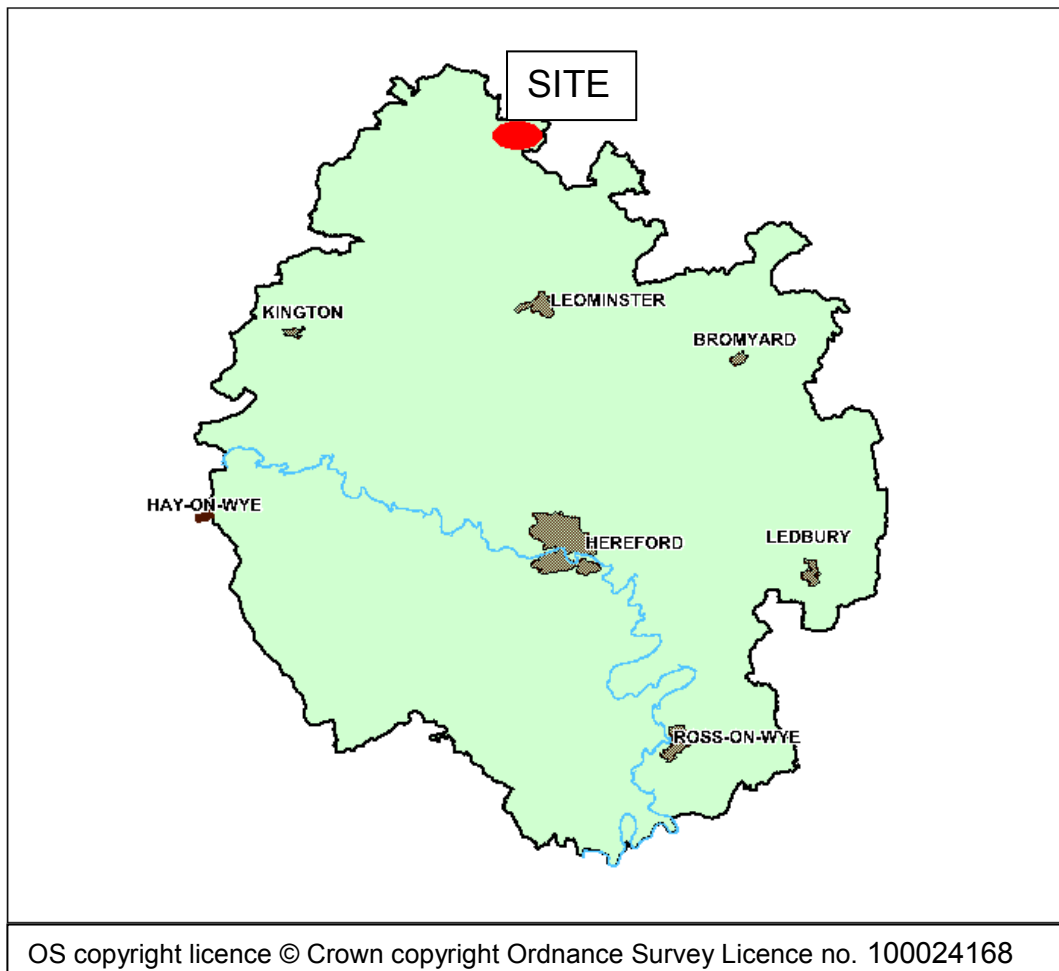 SITE
LEOMINSTER
KINGTON
BROMYARD
HAY-ON-WYE
HEREFORD
LEDBURY
ROSS-ON-WYE
OS copyright licence © Crown copyright Ordnance Survey Licence no. 100024168